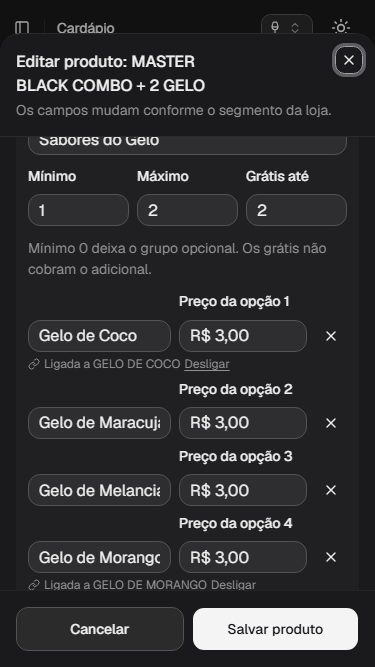 Cardápio
Editar produto: MASTER
BLACK COMBO + 2 GELO
Os campos mudam conforme o segmento da loja.
Sabores do Gelo
Mínimo Máximo Grátis até
1 2 2
Mínimo 0 deixa o grupo opcional. Os grátis não
cobram o adicional.
Preço da opção 1
Gelo de Coco R$ 3,00
Ligada a GELO DE COCO Desligar
Preço da opção 2
Gelo de Maracuj R$ 3,00
Preço da opção 3
Gelo de Melancia R$ 3,00
Preço da opção 4
Gelo de Morango R$ 3,00
Ligada a GELO DE MORANGO Desligar
Cancelar Salvar produto